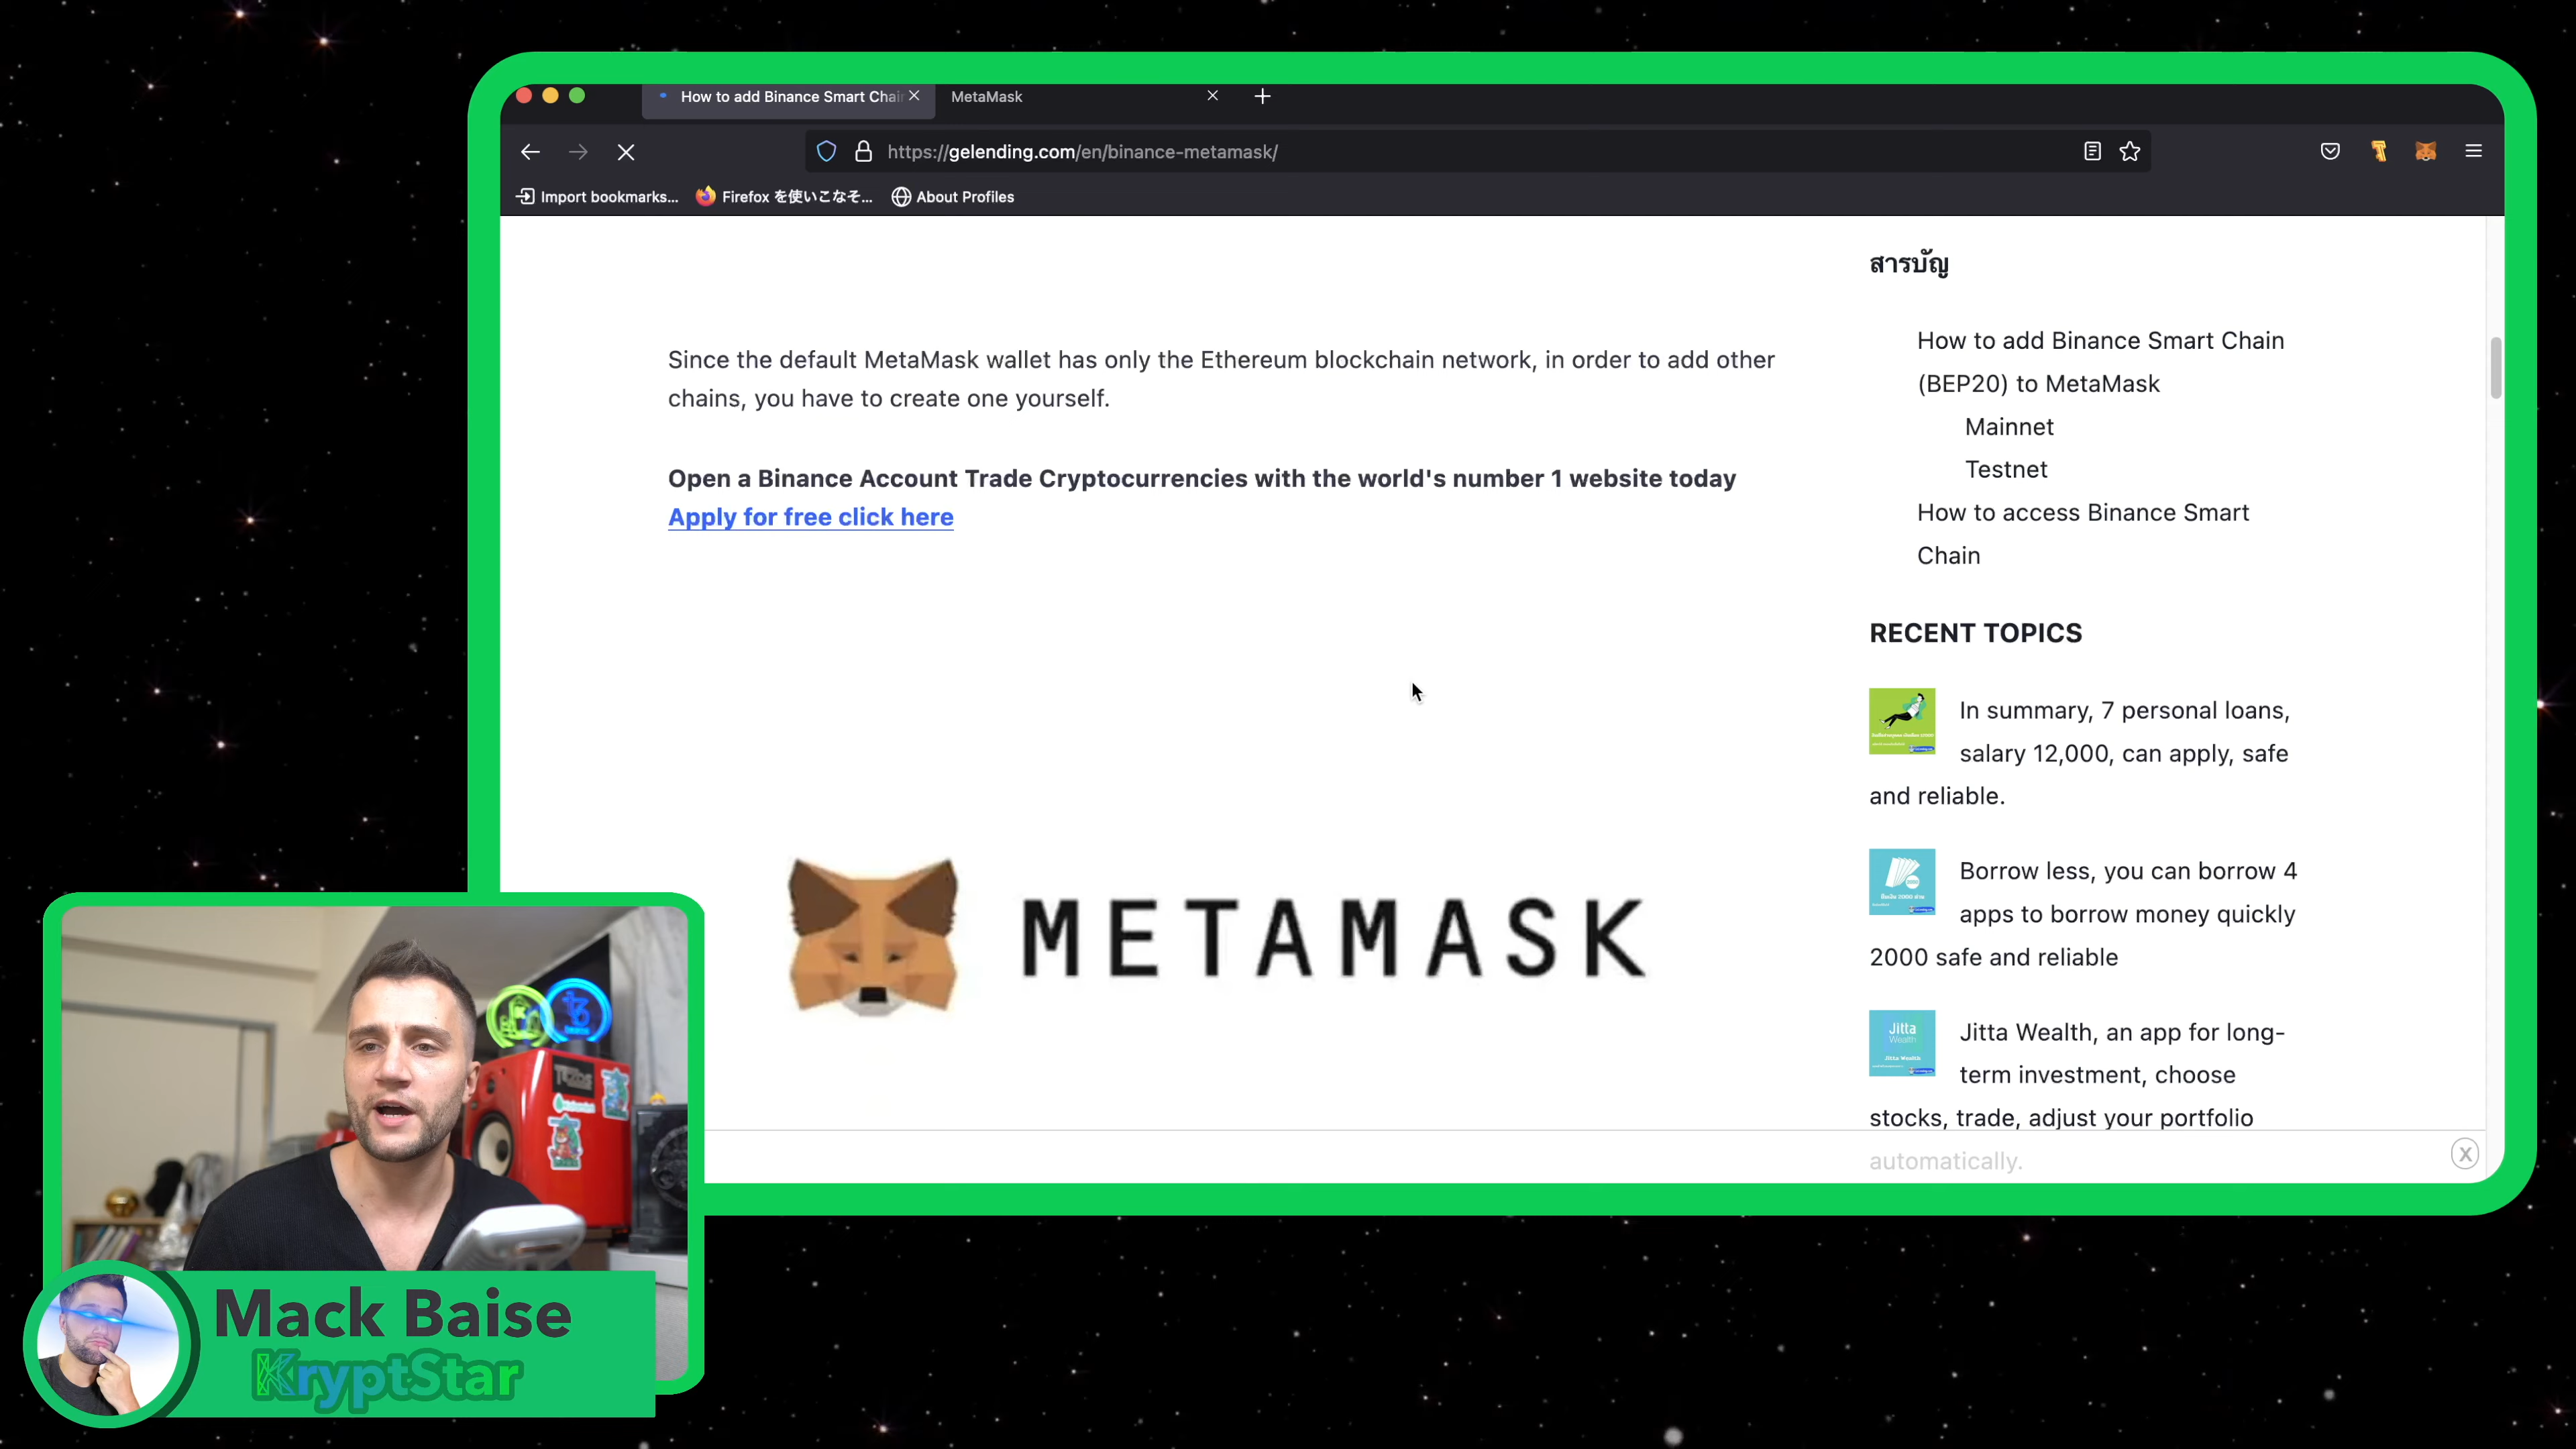 How to add Binance Smart Chai
MetaMask
https://gelending.com/en/binance-metamask/
Import bookmarks...
Firefox を使いこなそ...
About Profiles
Since the default MetaMask wallet has only the Ethereum blockchain network, in order to add other
chains, you have to create one yourself.
Open a Binance Account Trade Cryptocurrencies with the world's number 1 website today
Apply for free click here
METAMASK
สารบัญ
How to add Binance Smart Chain
(BEP20) to MetaMask
Mainnet
Testnet
How to access Binance Smart
Chain
RECENT TOPICS
In summary, 7 personal loans,
salary 12,000, can apply, safe
and reliable.
Borrow less, you can borrow 4
apps to borrow money quickly
2000 safe and reliable
Jitta
Wealth
Jitta Wealth
Jitta Wealth, an app for long-
term investment, choose
stocks, trade, adjust your portfolio
automatically.
X
Mack Baise
KryptStar